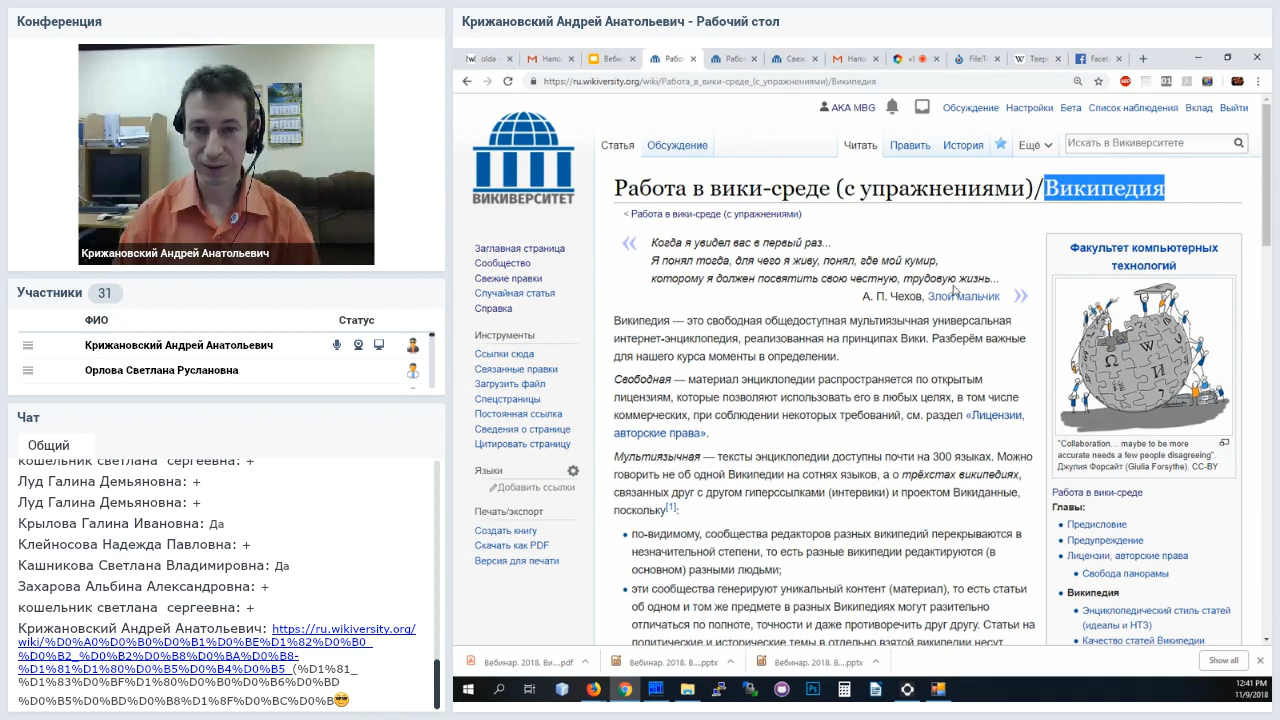 Конференция
Крижановский Андрей Анатольевич
Участники 31
ФИО Статус
Крижановский Андрей Анатольевич
Орлова Светлана Руслановна
Чат
Общий
кошельник светлана сергеевна: +
Луд Галина Демьяновна: +
Луд Галина Демьяновна: +
Крылова Галина Ивановна: Да
Клейносова Надежда Павловна: +
Кашникова Светлана Владимировна: Да
Захарова Альбина Александровна: +
кошельник светлана сергеевна: +
Крижановский Андрей Анатольевич: https://ru.wikiversity.org/
wiki/%D0%A0%D0%B0%D0%B1%D0%BE%D1%82%D0%B0_
%D0%B2_%D0%B2%D0%B8%D0%BA%D0%B8-
%D1%81%D1%80%D0%B5%D0%B4%D0%B5_(%D1%81_
%D1%83%D0%BF%D1%80%D0%B0%D0%B6%D0%BD
%D0%B5%D0%BD%D0%B8%D1%8F%D0%BC%D0%B
Крижановский Андрей Анатольевич - Рабочий стол
olda Напо Веби Рабо Рабо Свеж Напо File:T Твер Faceb
https://ru.wikiversity.org/wiki/Работа_в_вики-среде_(с_упражнениями)/Википедия
AKA MBG Обсуждение Настройки Бета Список наблюдения Вклад Выйти
Статья Обсуждение Читать Править История Ещё Искать в Викиверситете
ВИКИВЕРСИТЕТ
Заглавная страница
Сообщество
Свежие правки
Случайная статья
Справка
Инструменты
Ссылки сюда
Связанные правки
Загрузить файл
Спецстраницы
Постоянная ссылка
Сведения о странице
Цитировать страницу
Языки
Добавить ссылки
Печать/экспорт
Создать книгу
Скачать как PDF
Версия для печати
Работа в вики-среде (с упражнениями)/Википедия
< Работа в вики-среде (с упражнениями)
« Когда я увидел вас в первый раз...
Я понял тогда, для чего я живу, понял, где мой кумир,
которому я должен посвятить свою честную, трудовую жизнь...
А. П. Чехов, Злой мальчик »
Википедия — это свободная общедоступная мультиязычная универсальная
интернет-энциклопедия, реализованная на принципах Вики. Разберём важные
для нашего курса моменты в определении.
Свободная — материал энциклопедии распространяется по открытым
лицензиям, которые позволяют использовать его в любых целях, в том числе
коммерческих, при соблюдении некоторых требований, см. раздел «Лицензии,
авторские права».
Мультиязычная — тексты энциклопедии доступны почти на 300 языках. Можно
говорить не об одной Википедии на сотнях языках, а о трёхстах википедиях,
связанных друг с другом гиперссылками (интервики) и проектом Викиданные,
поскольку[1]:
• по-видимому, сообщества редакторов разных википедий перекрываются в
незначительной степени, то есть разные википедии редактируются (в
основном) разными людьми;
• эти сообщества генерируют уникальный контент (материал), то есть статьи
об одном и том же предмете в разных Википедиях могут разительно
отличаться по полноте, точности и даже противоречить друг другу. Статьи на
политические и исторические темы в отдельно взятой википедии несут
Факультет компьютерных
технологий
Ω W И
"Collaboration... maybe to be more
accurate needs a few people disagreeing".
Джулия Форсайт (Giulia Forsythe). CC-BY
Работа в вики-среде
Главы:
• Предисловие
• Предупреждение
• Лицензии, авторские права
• Свобода панорамы
• Википедия
• Энциклопедический стиль статей
(идеалы и НТЗ)
• Качество статей Википедии
Вебинар. 2018. Ви....pdf Вебинар. 2018. В....pptx Вебинар. 2018. В....pptx Show all
12:41 PM
11/9/2018